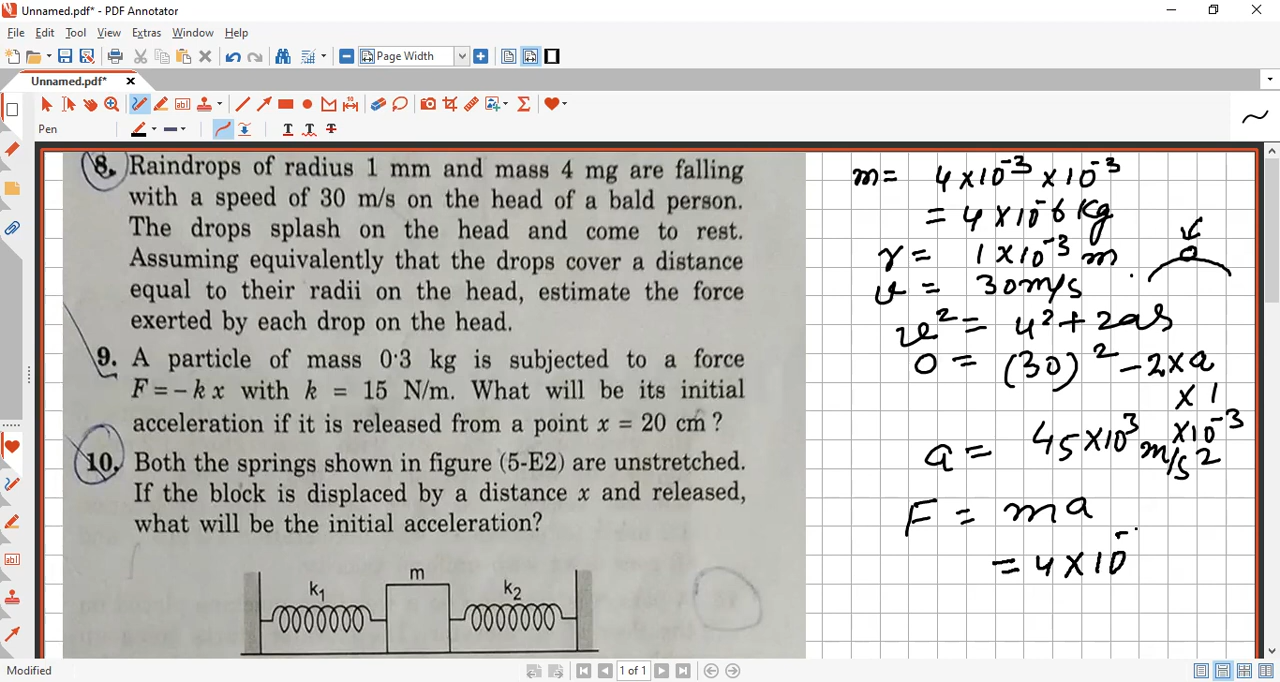 Unnamed.pdf* - PDF Annotator
File Edit Tool View Extras Window Help
Page Width
Unnamed.pdf*
Pen
8. Raindrops of radius 1 mm and mass 4 mg are falling
with a speed of 30 m/s on the head of a bald person.
The drops splash on the head and come to rest.
Assuming equivalently that the drops cover a distance
equal to their radii on the head, estimate the force
exerted by each drop on the head.
9. A particle of mass 0·3 kg is subjected to a force
F = − k x with k = 15 N/m. What will be its initial
acceleration if it is released from a point x = 20 cm ?
10. Both the springs shown in figure (5-E2) are unstretched.
If the block is displaced by a distance x and released,
what will be the initial acceleration?
k₁ m k₂
m= 4×10⁻³×10⁻³
= 4×10⁻⁶ Kg
r = 1×10⁻³ m
u = 30m/s
v² = u²+2as
0 = (30)² −2×a
×1
×10⁻³
a = 45×10³ m/s²
F = ma
= 4×10⁻
Modified
1 of 1